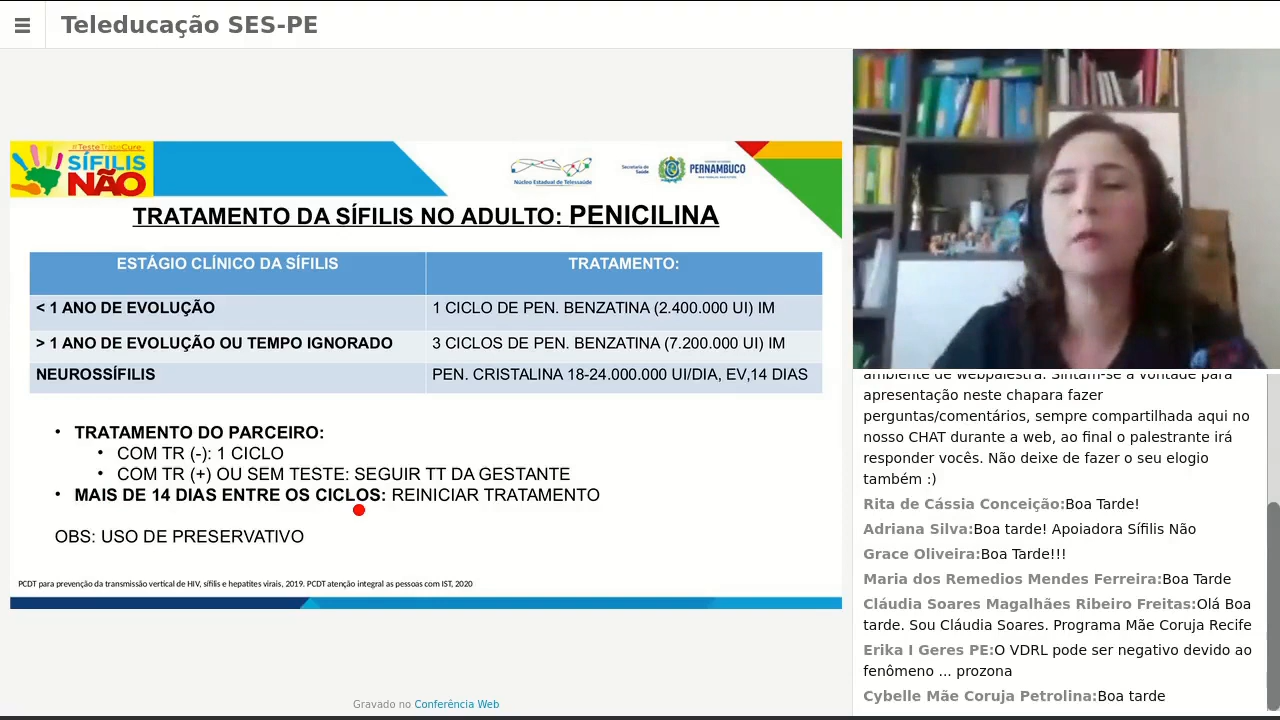 Teleducação SES-PE
#TesteTrateCure
SÍFILIS
NÃO
Núcleo Estadual de Telessaúde
Secretaria de
Saúde
PERNAMBUCO
TRATAMENTO DA SÍFILIS NO ADULTO: PENICILINA
ESTÁGIO CLÍNICO DA SÍFILIS
TRATAMENTO:
< 1 ANO DE EVOLUÇÃO
1 CICLO DE PEN. BENZATINA (2.400.000 UI) IM
> 1 ANO DE EVOLUÇÃO OU TEMPO IGNORADO
3 CICLOS DE PEN. BENZATINA (7.200.000 UI) IM
NEUROSSÍFILIS
PEN. CRISTALINA 18-24.000.000 UI/DIA, EV,14 DIAS
• TRATAMENTO DO PARCEIRO:
• COM TR (-): 1 CICLO
• COM TR (+) OU SEM TESTE: SEGUIR TT DA GESTANTE
• MAIS DE 14 DIAS ENTRE OS CICLOS: REINICIAR TRATAMENTO
OBS: USO DE PRESERVATIVO
PCDT para prevenção da transmissão vertical de HIV, sífilis e hepatites virais, 2019. PCDT atenção integral as pessoas com IST, 2020
Gravado no Conferência Web
ambiente de webpalestra. Sintam-se à vontade para
apresentação neste chapara fazer
perguntas/comentários, sempre compartilhada aqui no
nosso CHAT durante a web, ao final o palestrante irá
responder vocês. Não deixe de fazer o seu elogio
também :)
Rita de Cássia Conceição:Boa Tarde!
Adriana Silva:Boa tarde! Apoiadora Sífilis Não
Grace Oliveira:Boa Tarde!!!
Maria dos Remedios Mendes Ferreira:Boa Tarde
Cláudia Soares Magalhães Ribeiro Freitas:Olá Boa
tarde. Sou Cláudia Soares. Programa Mãe Coruja Recife
Erika I Geres PE:O VDRL pode ser negativo devido ao
fenômeno ... prozona
Cybelle Mãe Coruja Petrolina:Boa tarde